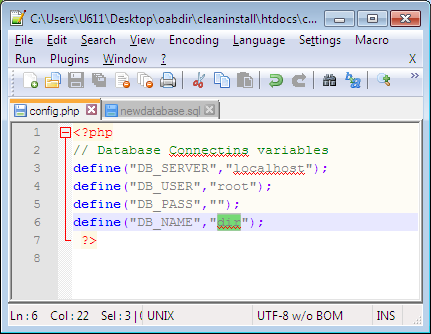 C:\Users\U611\Desktop\oabdir\cleaninstall\htdocs\c...
File Edit Search View Encoding Language Settings Macro
Run Plugins Window ? X
config.php newdatabase.sql
1 <?php
2 // Database Connectins variables
3 define("DB_SERVER","localhost");
4 define("DB_USER","root");
5 define("DB_PASS","");
6 define("DB_NAME","dir");
7 ?>
8
Ln : 6 Col : 22 Sel : 3 | ( UNIX UTF-8 w/o BOM INS